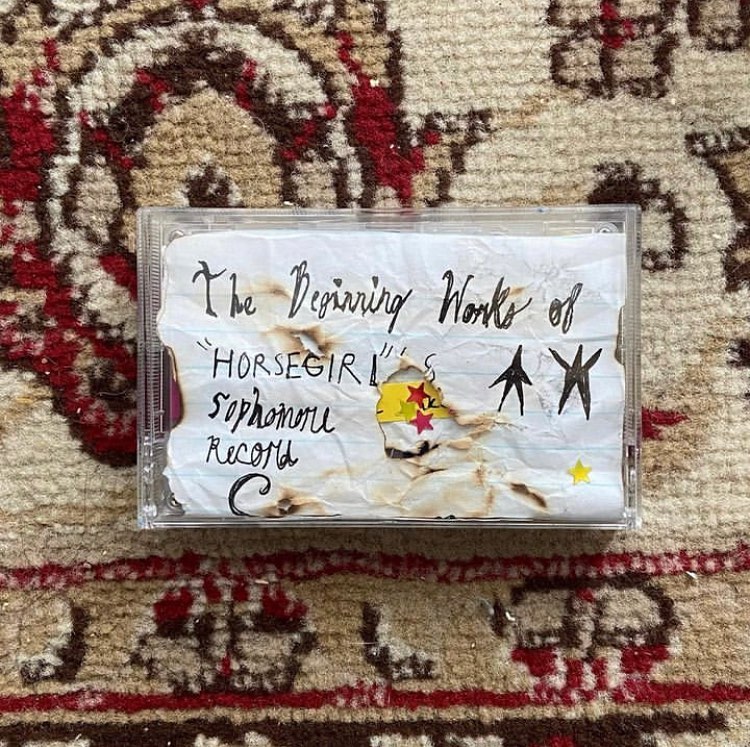 The Beginning Works of
"HORSEGIRL"'s
Sophomore
Record